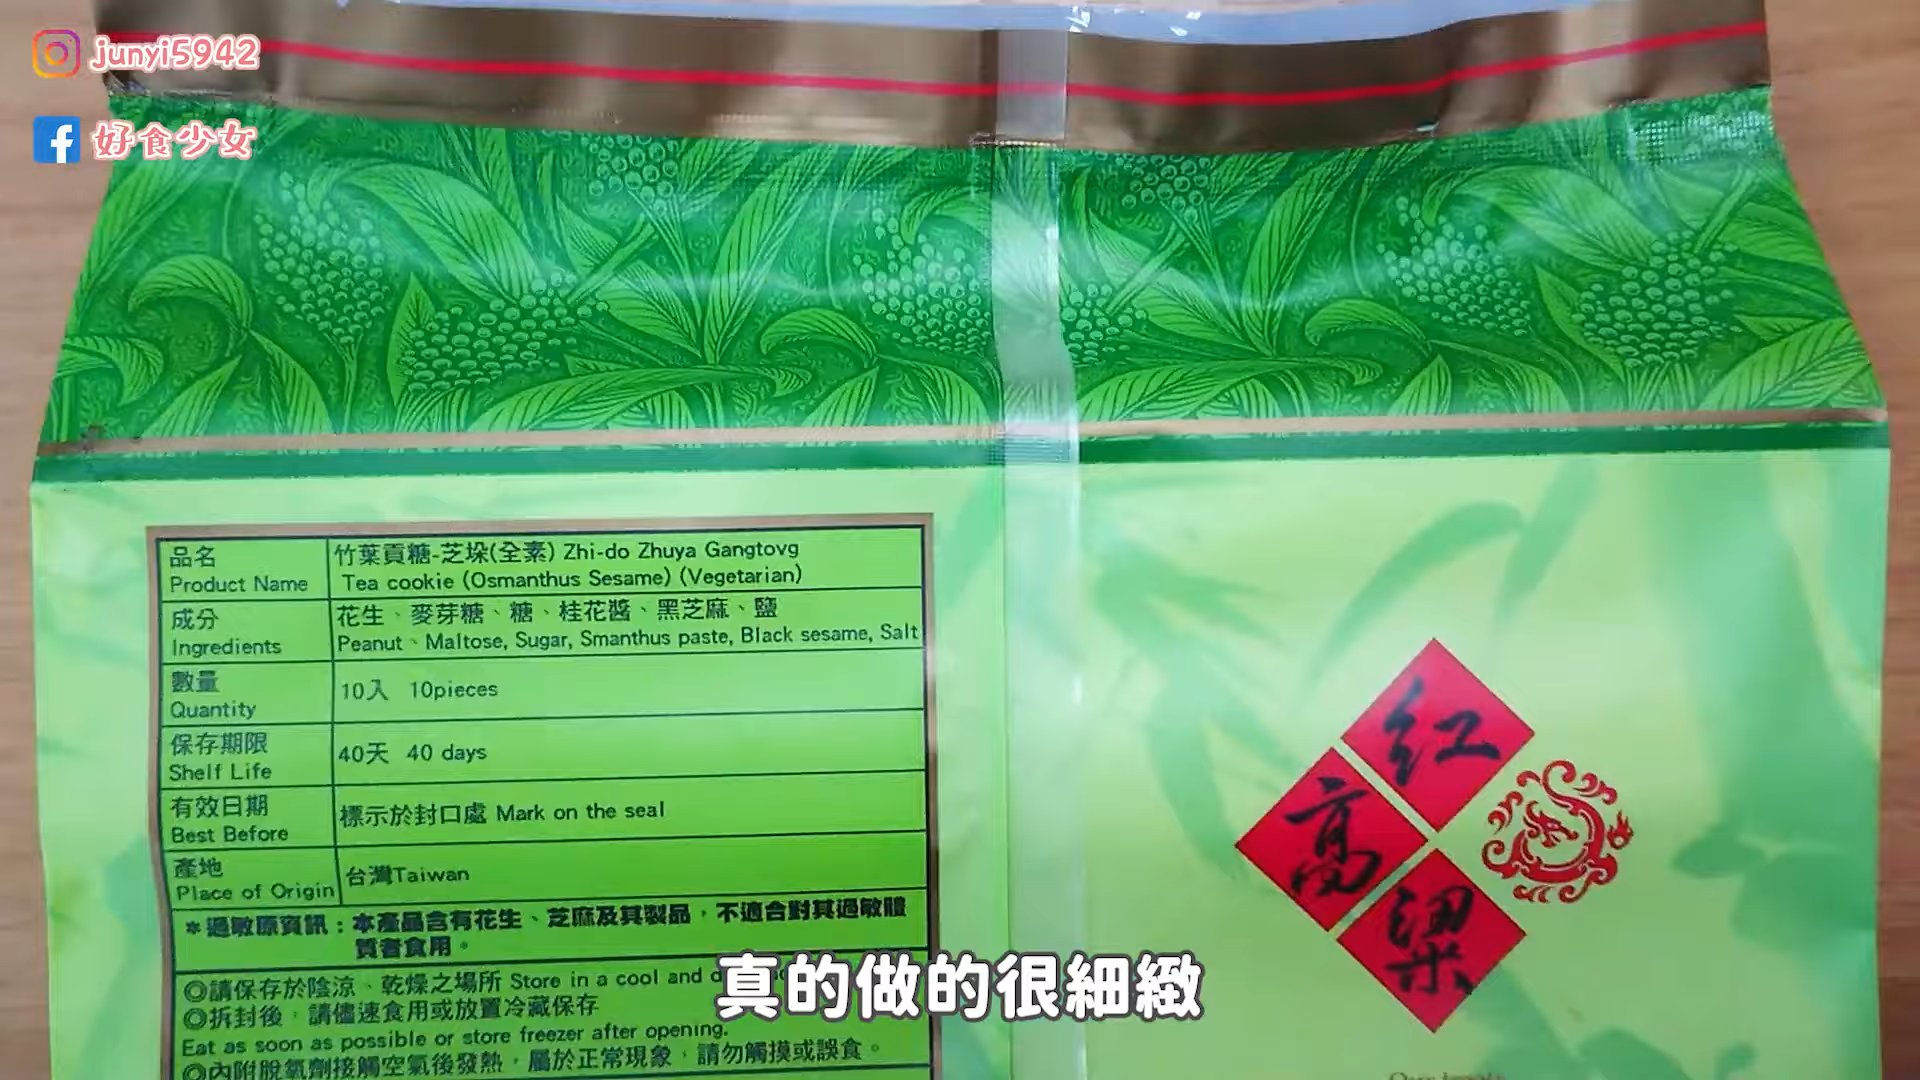 junyi5942
好食少女
品名
Product Name
竹葉貢糖-芝垛(全素) Zhi-do Zhuya Gangtovg
Tea cookie (Osmanthus Sesame) (Vegetarian)
成分
Ingredients
花生、麥芽糖、糖、桂花醬、黑芝麻、鹽
Peanut、Maltose, Sugar, Smanthus paste, Black sesame, Salt
數量
Quantity
10入 10pieces
保存期限
Shelf Life
40天 40 days
有效日期
Best Before
標示於封口處 Mark on the seal
產地
Place of Origin
台灣Taiwan
*過敏原資訊：本產品含有花生、芝麻及其製品，不適合對其過敏體
質者食用。
◎請保存於陰涼、乾燥之場所 Store in a cool and
◎拆封後，請儘速食用或放置冷藏保存
Eat as soon as possible or store freezer after opening.
◎內附脫氧劑接觸空氣後發熱，屬於正常現象，請勿觸摸或誤食。
紅
高
粱
真的做的很細緻